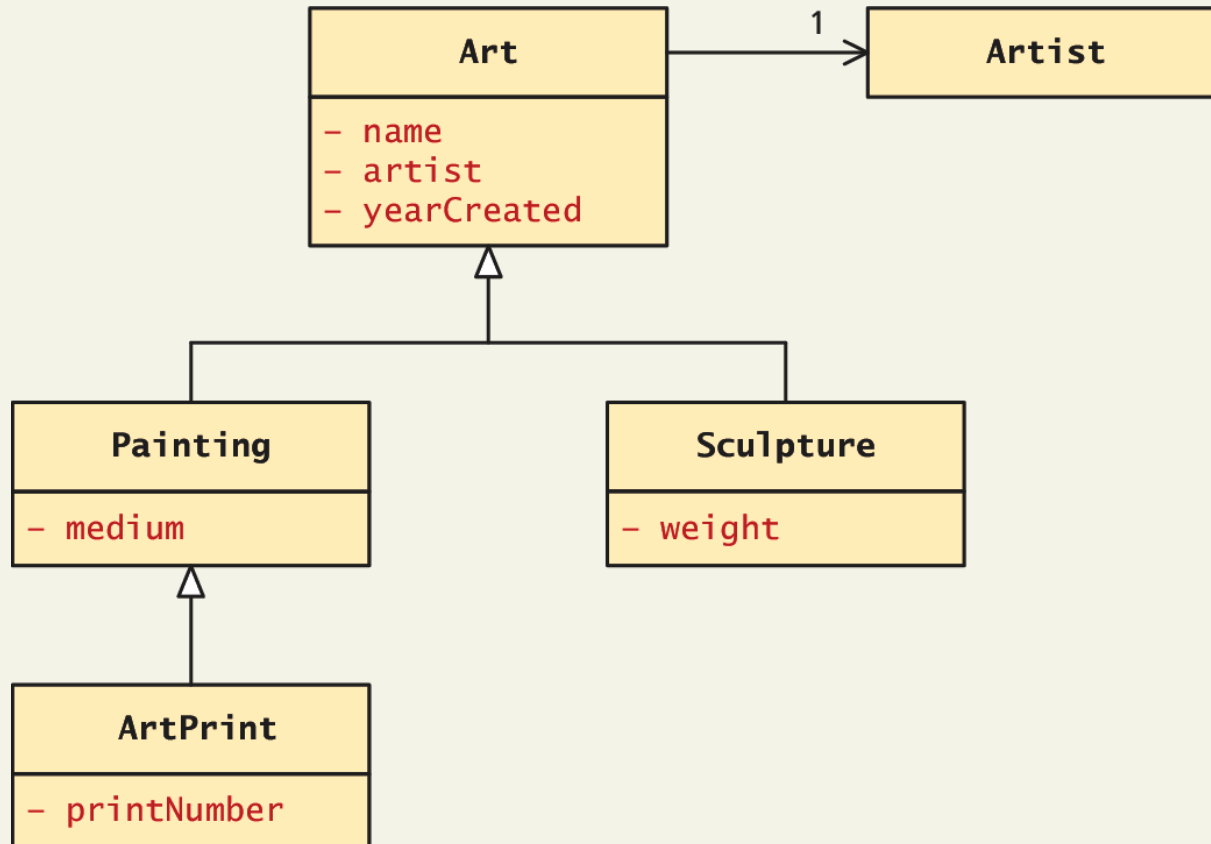 Art
1
Artist
- name
- artist
- yearCreated
Painting
- medium
Sculpture
- weight
ArtPrint
- printNumber